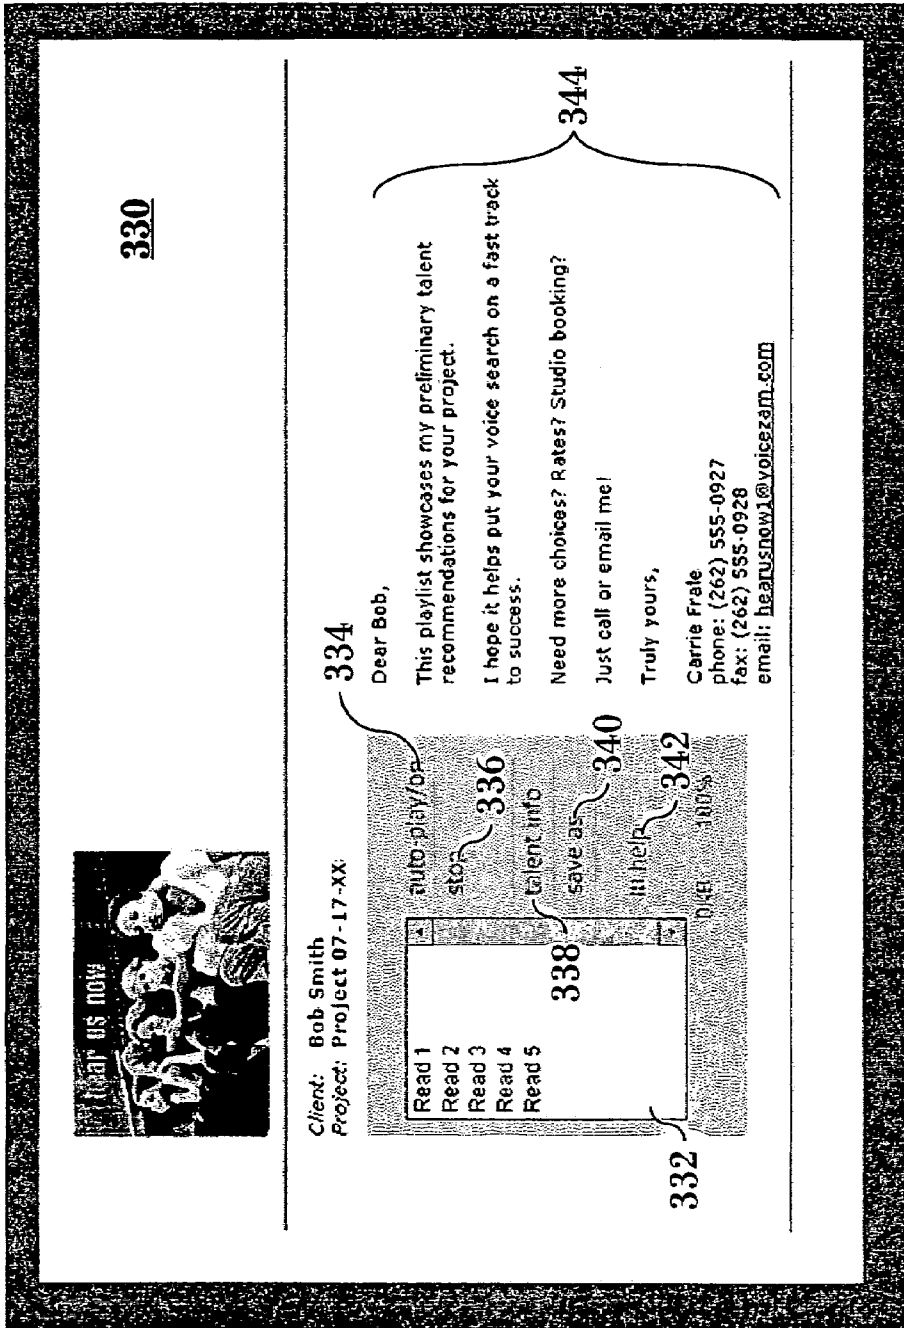 330
hear us now
Client: Bob Smith
Project: Project 07-17-XX
334
Read 1
Read 2
Read 3
Read 4
Read 5
auto-play/on
stop
336
talent info
338
save as
340
help
342
100%
332
Dear Bob,
This playlist showcases my preliminary talent
recommendations for your project.
I hope it helps put your voice search on a fast track
to success.
Need more choices? Rates? Studio booking?
Just call or email me!
Truly yours,
Carrie Frale
phone: (262) 555-0927
fax: (262) 555-0928
email: hearusnow1@voicezam.com
344